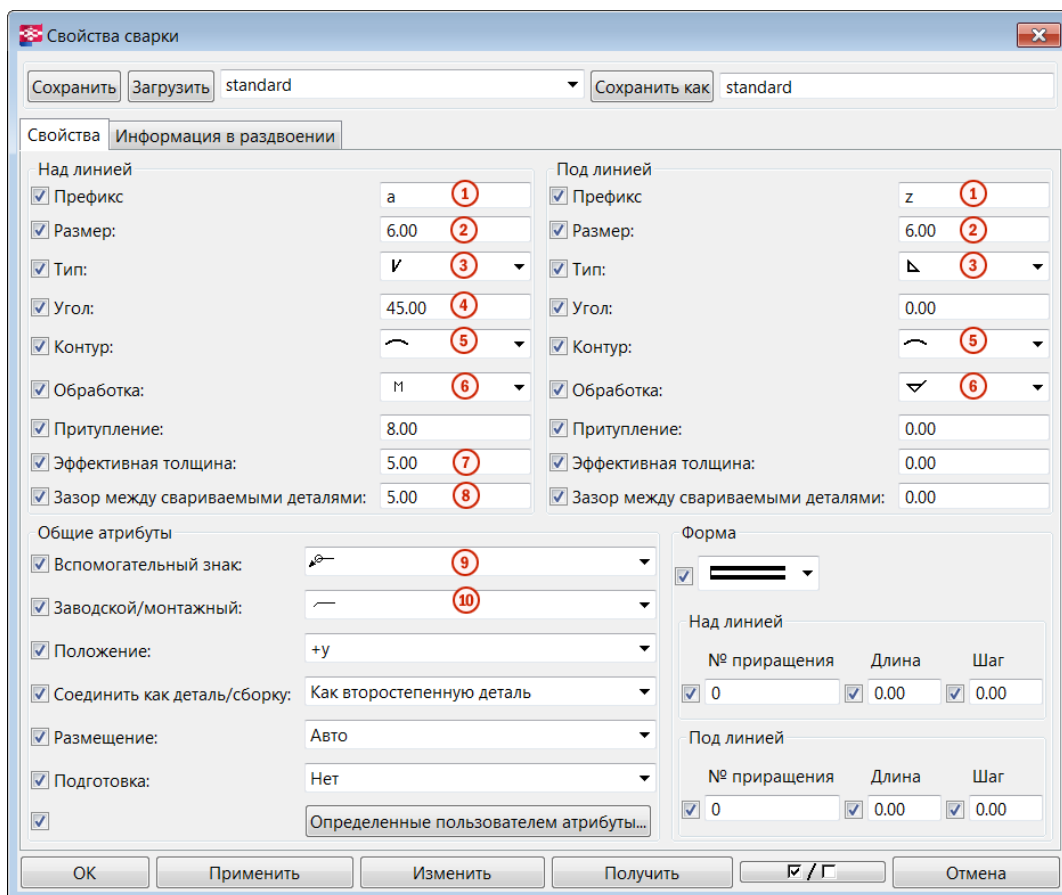 Свойства сварки
Сохранить Загрузить standard Сохранить как standard
Свойства Информация в раздвоении
Над линией Под линией
Префикс a 1 Префикс z 1
Размер: 6.00 2 Размер: 6.00 2
Тип: 3 Тип: 3
Угол: 45.00 4 Угол: 0.00
Контур: 5 Контур: 5
Обработка: M 6 Обработка: 6
Притупление: 8.00 Притупление: 0.00
Эффективная толщина: 5.00 7 Эффективная толщина: 0.00
Зазор между свариваемыми деталями: 5.00 8 Зазор между свариваемыми деталями: 0.00
Общие атрибуты Форма
Вспомогательный знак: 9
Заводской/монтажный: 10
Над линией
Положение: +y
№ приращения Длина Шаг
Соединить как деталь/сборку: Как второстепенную деталь
0 0.00 0.00
Размещение: Авто
Под линией
Подготовка: Нет
№ приращения Длина Шаг
0 0.00 0.00
Определенные пользователем атрибуты...
ОК Применить Изменить Получить / Отмена